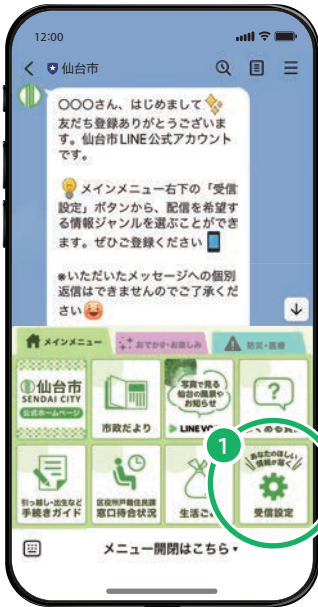 12:00
仙台市
〇〇〇さん、はじめまして
友だち登録ありがとうございま
す。仙台市LINE公式アカウント
です。
メインメニュー右下の「受信
設定」ボタンから、配信を希望す
る情報ジャンルを選ぶことができ
ます。ぜひご登録ください
※いただいたメッセージへの個別
返信はできませんのでご了承くだ
さい
メインメニュー
おでかけ・お楽しみ
防災・医療
仙台市
SENDAI CITY
公式ホームページ
市政だより
写真で見る
仙台の風景や
お知らせ
LINE VO
くある質
1
引っ越し・出生など
手続きガイド
区役所戸籍住民課
窓口待合状況
生活ご
あなたのほしい
情報が届く
受信設定
メニュー開閉はこちら▾